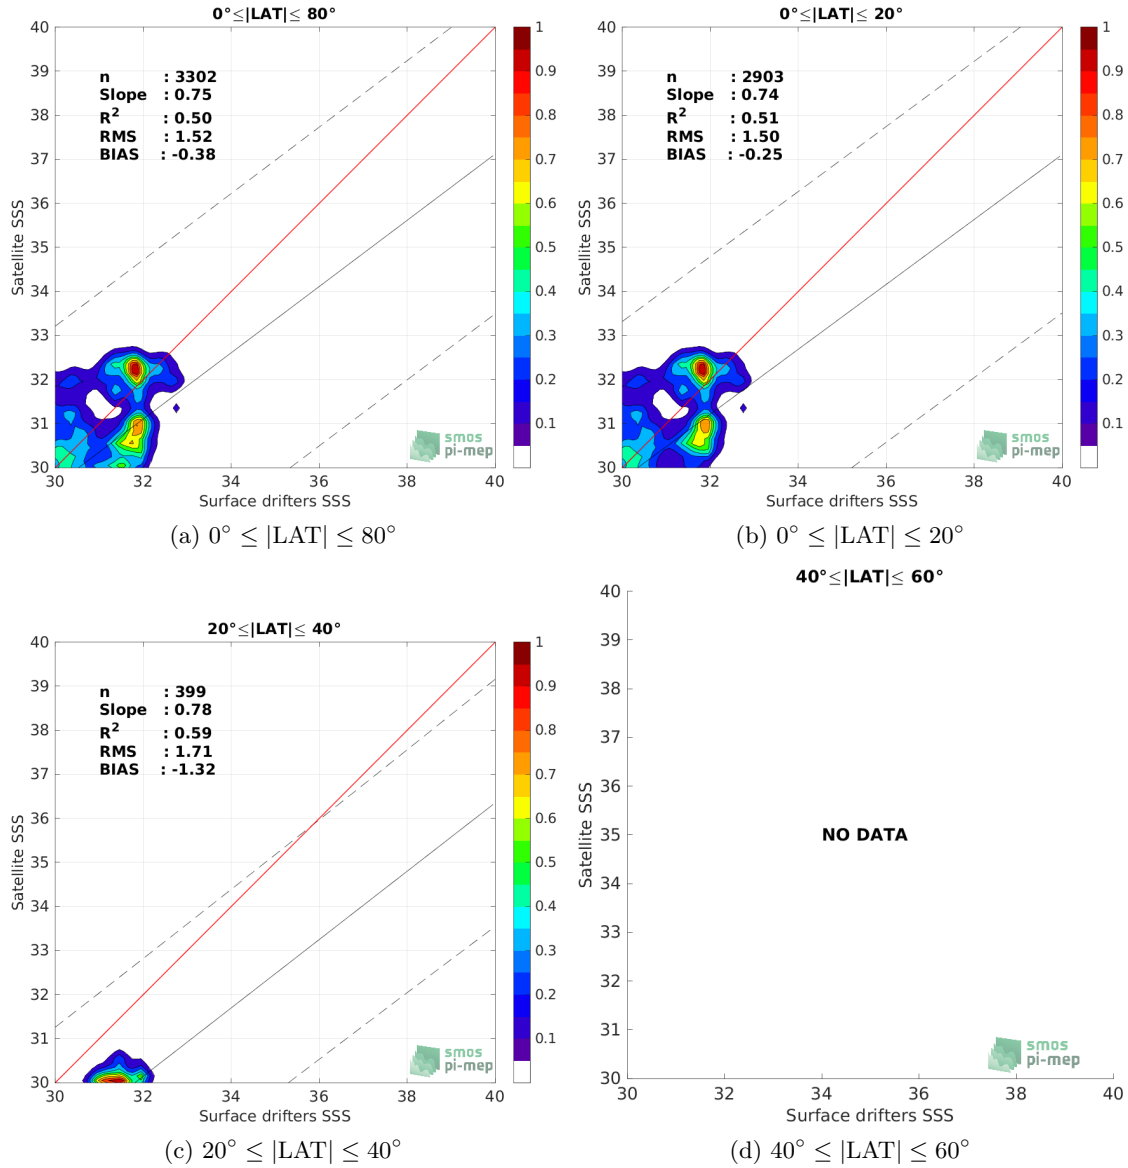 0°≤|LAT|≤ 80°
40
39
38
37
36
35
34
33
32
31
30
Satellite SSS
n : 3302
Slope : 0.75
R² : 0.50
RMS : 1.52
BIAS : -0.38
smos
pi-mep
30 32 34 36 38 40
Surface drifters SSS
1
0.9
0.8
0.7
0.6
0.5
0.4
0.3
0.2
0.1
(a) 0° ≤ |LAT| ≤ 80°
0°≤|LAT|≤ 20°
40
39
38
37
36
35
34
33
32
31
30
Satellite SSS
n : 2903
Slope : 0.74
R² : 0.51
RMS : 1.50
BIAS : -0.25
smos
pi-mep
30 32 34 36 38 40
Surface drifters SSS
1
0.9
0.8
0.7
0.6
0.5
0.4
0.3
0.2
0.1
(b) 0° ≤ |LAT| ≤ 20°
20°≤|LAT|≤ 40°
40
39
38
37
36
35
34
33
32
31
30
Satellite SSS
n : 399
Slope : 0.78
R² : 0.59
RMS : 1.71
BIAS : -1.32
smos
pi-mep
30 32 34 36 38 40
Surface drifters SSS
1
0.9
0.8
0.7
0.6
0.5
0.4
0.3
0.2
0.1
(c) 20° ≤ |LAT| ≤ 40°
40°≤|LAT|≤ 60°
40
39
38
37
36
35
34
33
32
31
30
Satellite SSS
NO DATA
smos
pi-mep
30 32 34 36 38 40
Surface drifters SSS
(d) 40° ≤ |LAT| ≤ 60°